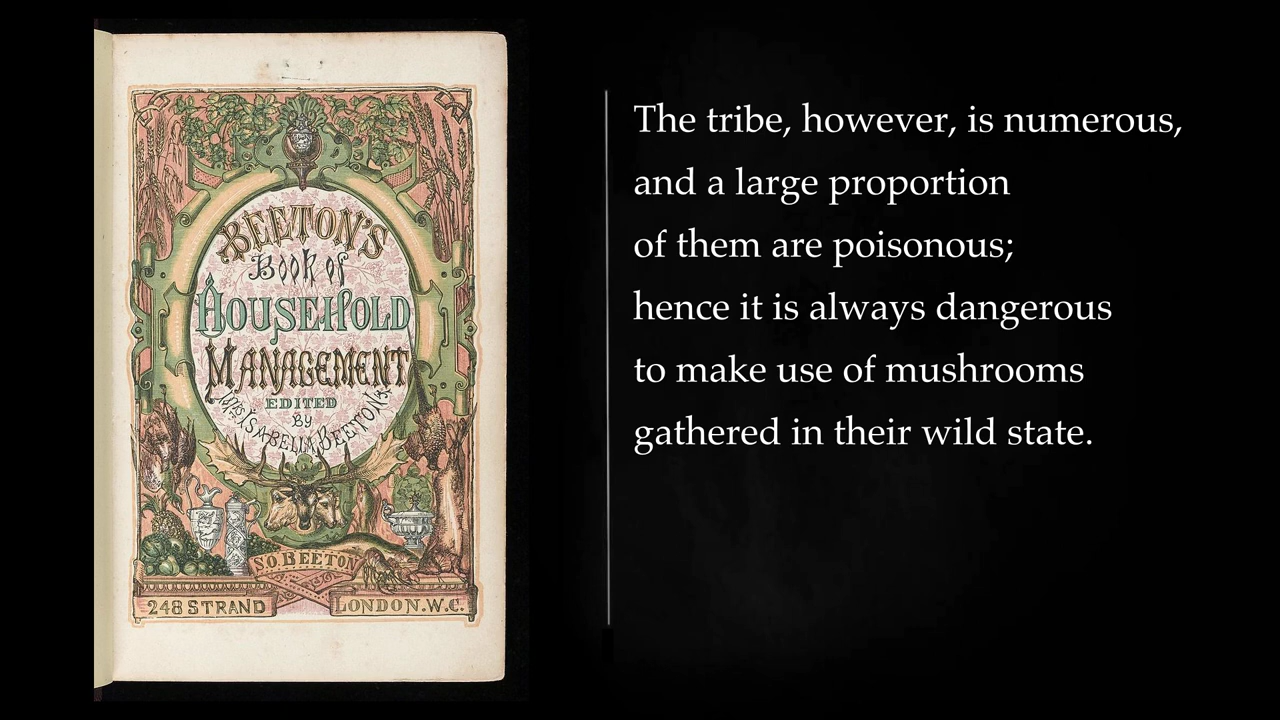 BEETON'S
Book of
HOUSEHOLD
MANAGEMENT
EDITED
BY
MRS ISABELLA BEETON
S.O. BEETON
248 STRAND
LONDON. W.C.
The tribe, however, is numerous,
and a large proportion
of them are poisonous;
hence it is always dangerous
to make use of mushrooms
gathered in their wild state.